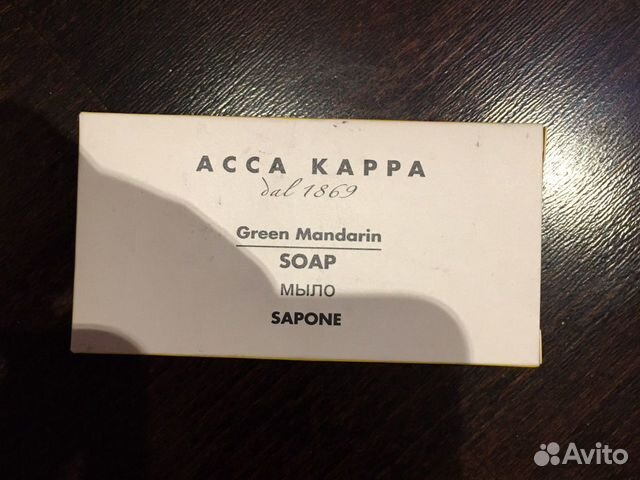 ACCA KAPPA
dal 1869
Green Mandarin
SOAP
МЫЛО
SAPONE
Avito